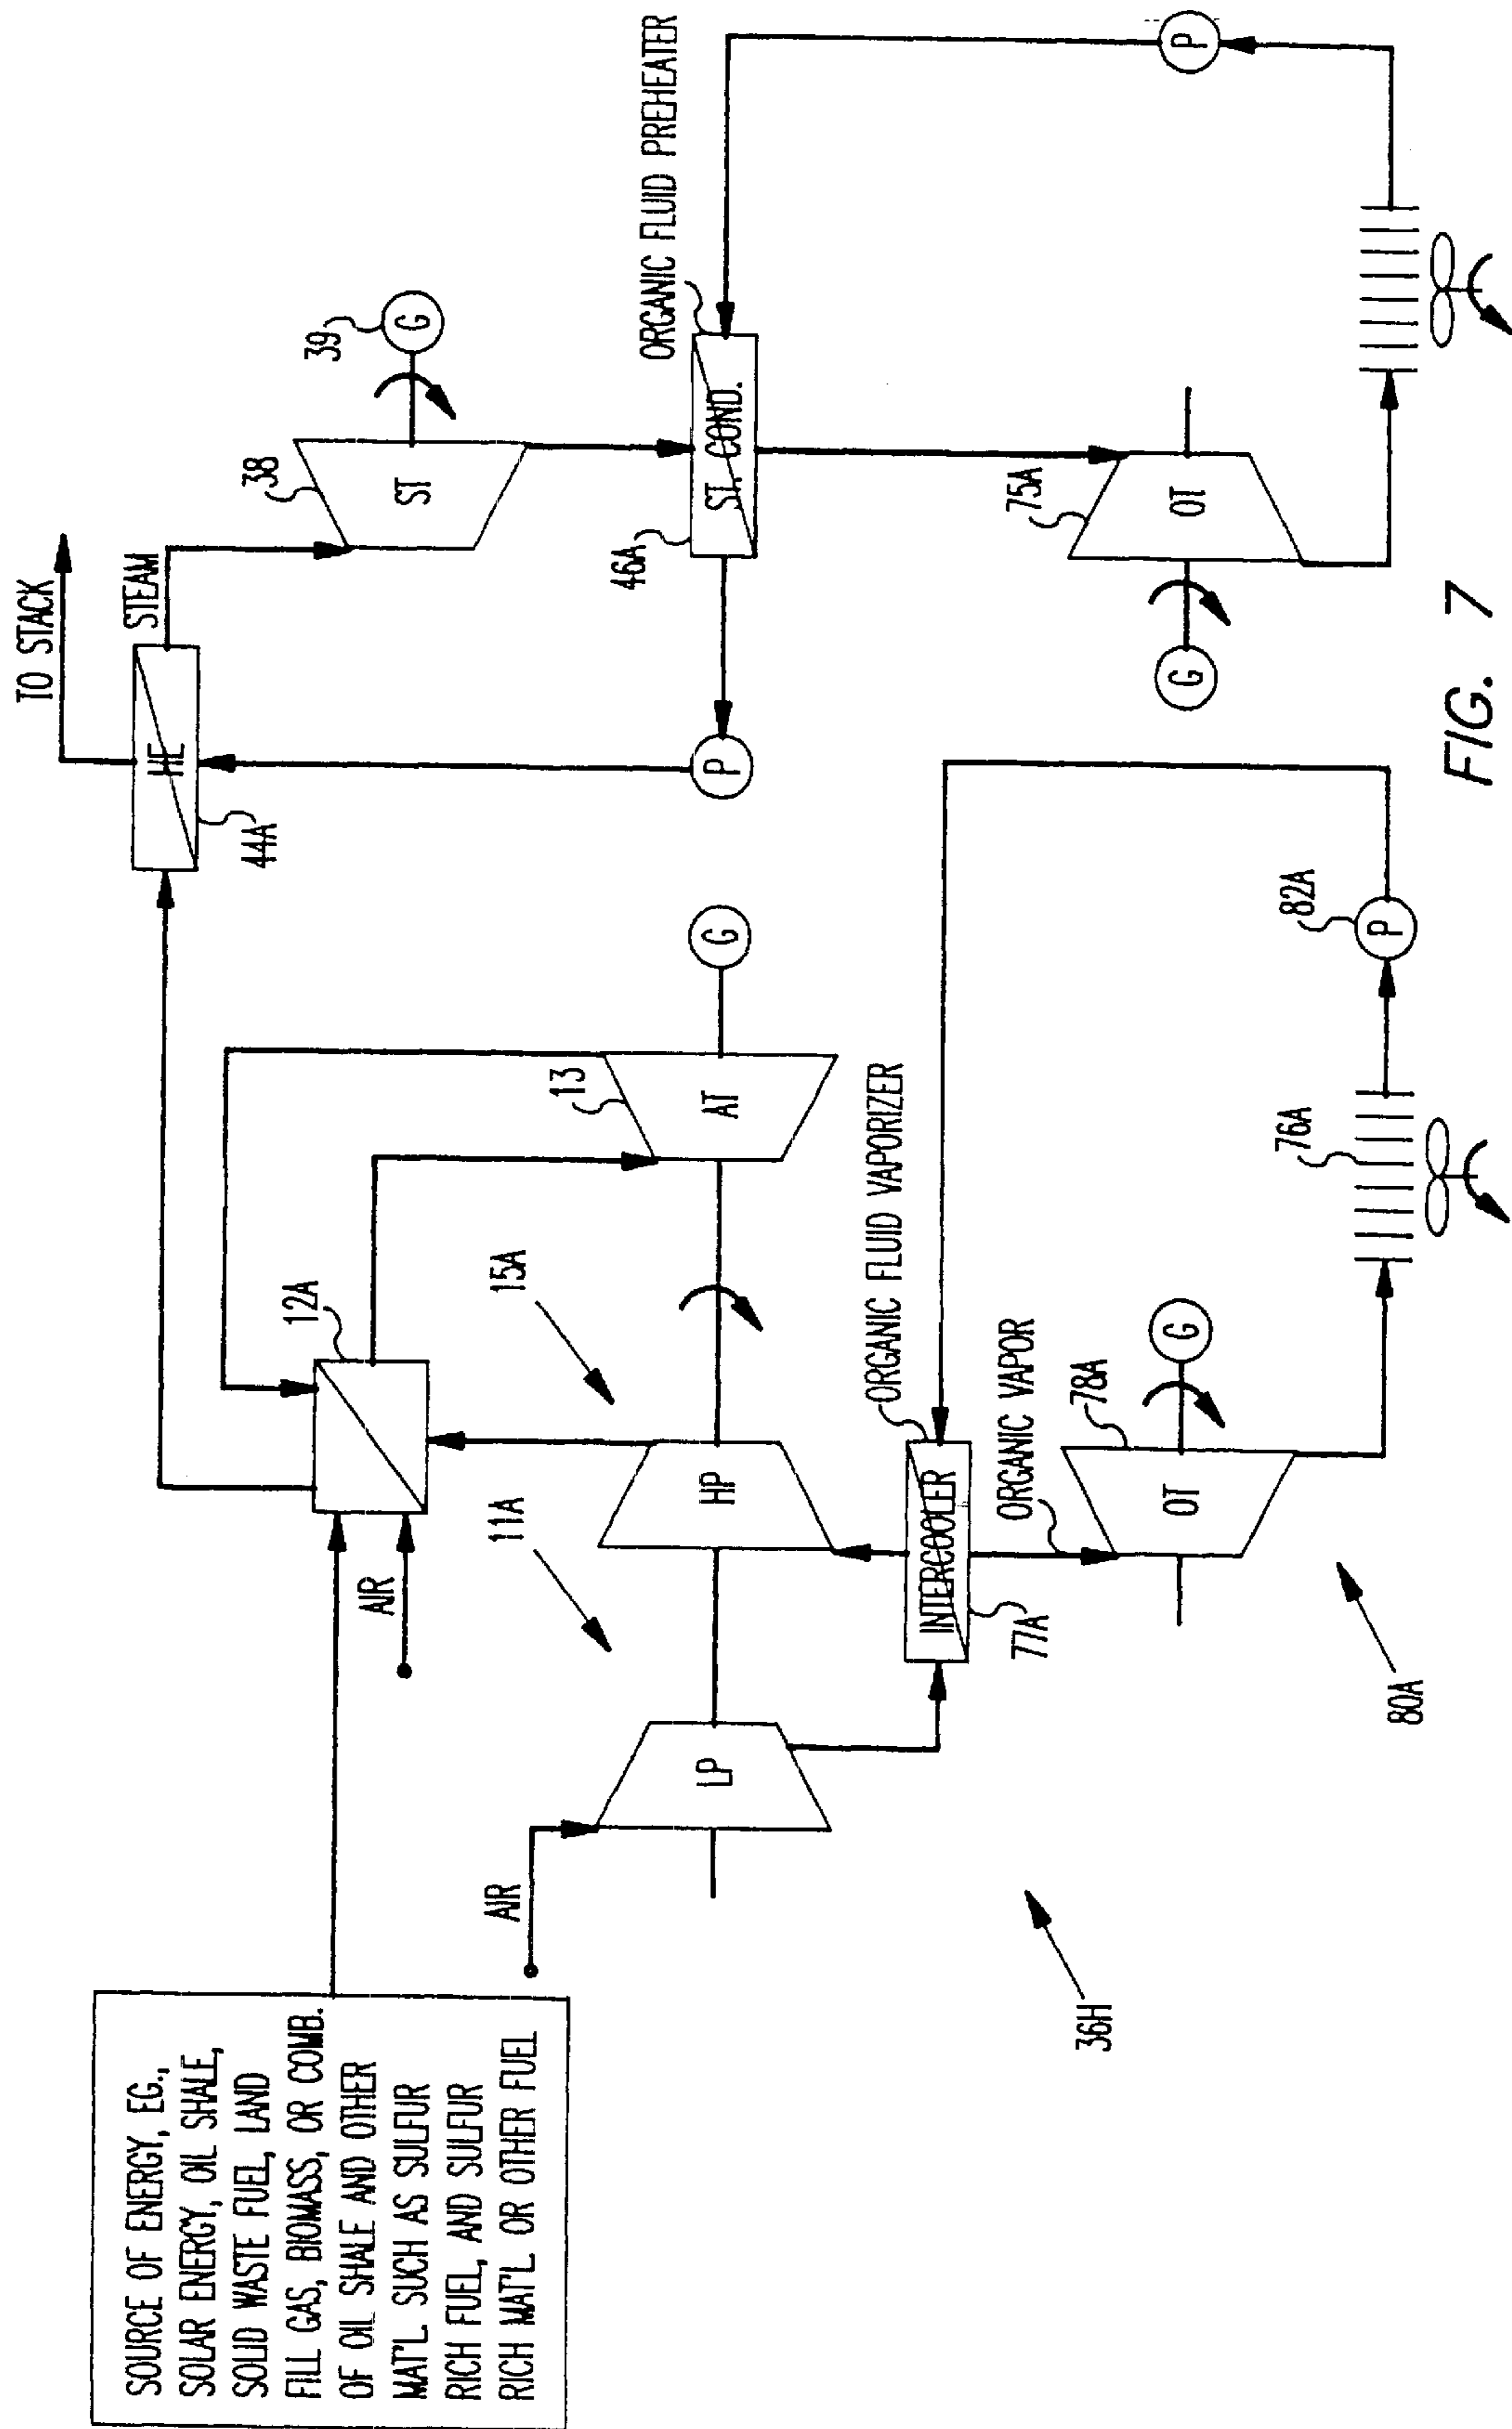 SOURCE OF ENERGY, EG.,
SOLAR ENERGY, OIL SHALE,
SOLID WASTE FUEL, LAND
FILL GAS, BIOMASS, OR COMB.
OF OIL SHALE AND OTHER
MAT'L. SUCH AS SULFUR
RICH FUEL, AND SULFUR
RICH MAT'L. OR OTHER FUEL
TO STACK
STEAM
HE
44A
38
ST
39
G
12A
AIR
13
AT
G
15A
11A
HP
LP
AIR
P
46A
ST. COND.
ORGANIC FLUID PREHEATER
ORGANIC FLUID VAPORIZER
INTERCOOLER
77A
ORGANIC VAPOR
78A
OT
G
76A
82A
P
75A
OT
G
P
36H
80A
FIG. 7